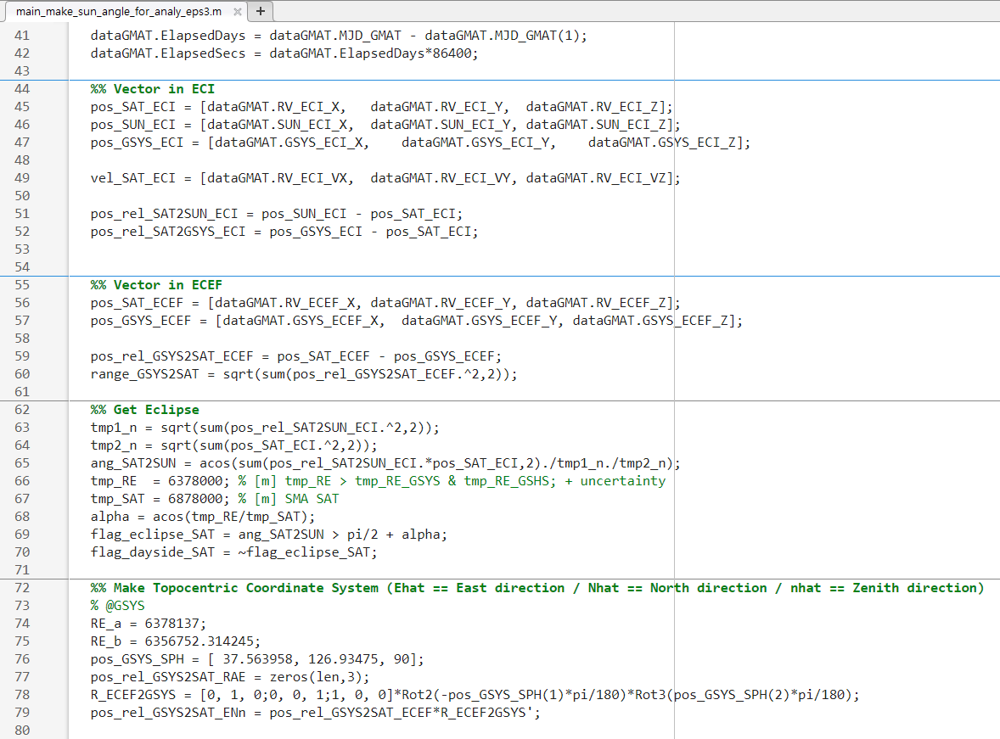 main_make_sun_angle_for_analy_eps3.m × +
41 dataGMAT.ElapsedDays = dataGMAT.MJD_GMAT - dataGMAT.MJD_GMAT(1);
42 dataGMAT.ElapsedSecs = dataGMAT.ElapsedDays*86400;
43
44 %% Vector in ECI
45 pos_SAT_ECI = [dataGMAT.RV_ECI_X,   dataGMAT.RV_ECI_Y,  dataGMAT.RV_ECI_Z];
46 pos_SUN_ECI = [dataGMAT.SUN_ECI_X,  dataGMAT.SUN_ECI_Y, dataGMAT.SUN_ECI_Z];
47 pos_GSYS_ECI = [dataGMAT.GSYS_ECI_X,    dataGMAT.GSYS_ECI_Y,    dataGMAT.GSYS_ECI_Z];
48
49 vel_SAT_ECI = [dataGMAT.RV_ECI_VX,  dataGMAT.RV_ECI_VY, dataGMAT.RV_ECI_VZ];
50
51 pos_rel_SAT2SUN_ECI = pos_SUN_ECI - pos_SAT_ECI;
52 pos_rel_SAT2GSYS_ECI = pos_GSYS_ECI - pos_SAT_ECI;
53
54
55 %% Vector in ECEF
56 pos_SAT_ECEF = [dataGMAT.RV_ECEF_X, dataGMAT.RV_ECEF_Y, dataGMAT.RV_ECEF_Z];
57 pos_GSYS_ECEF = [dataGMAT.GSYS_ECEF_X,  dataGMAT.GSYS_ECEF_Y, dataGMAT.GSYS_ECEF_Z];
58
59 pos_rel_GSYS2SAT_ECEF = pos_SAT_ECEF - pos_GSYS_ECEF;
60 range_GSYS2SAT = sqrt(sum(pos_rel_GSYS2SAT_ECEF.^2,2));
61
62 %% Get Eclipse
63 tmp1_n = sqrt(sum(pos_rel_SAT2SUN_ECI.^2,2));
64 tmp2_n = sqrt(sum(pos_SAT_ECI.^2,2));
65 ang_SAT2SUN = acos(sum(pos_rel_SAT2SUN_ECI.*pos_SAT_ECI,2)./tmp1_n./tmp2_n);
66 tmp_RE  = 6378000; % [m] tmp_RE > tmp_RE_GSYS & tmp_RE_GSHS; + uncertainty
67 tmp_SAT = 6878000; % [m] SMA SAT
68 alpha = acos(tmp_RE/tmp_SAT);
69 flag_eclipse_SAT = ang_SAT2SUN > pi/2 + alpha;
70 flag_dayside_SAT = ~flag_eclipse_SAT;
71
72 %% Make Topocentric Coordinate System (Ehat == East direction / Nhat == North direction / nhat == Zenith direction)
73 % @GSYS
74 RE_a = 6378137;
75 RE_b = 6356752.314245;
76 pos_GSYS_SPH = [ 37.563958, 126.93475, 90];
77 pos_rel_GSYS2SAT_RAE = zeros(len,3);
78 R_ECEF2GSYS = [0, 1, 0;0, 0, 1;1, 0, 0]*Rot2(-pos_GSYS_SPH(1)*pi/180)*Rot3(pos_GSYS_SPH(2)*pi/180);
79 pos_rel_GSYS2SAT_ENn = pos_rel_GSYS2SAT_ECEF*R_ECEF2GSYS';
80